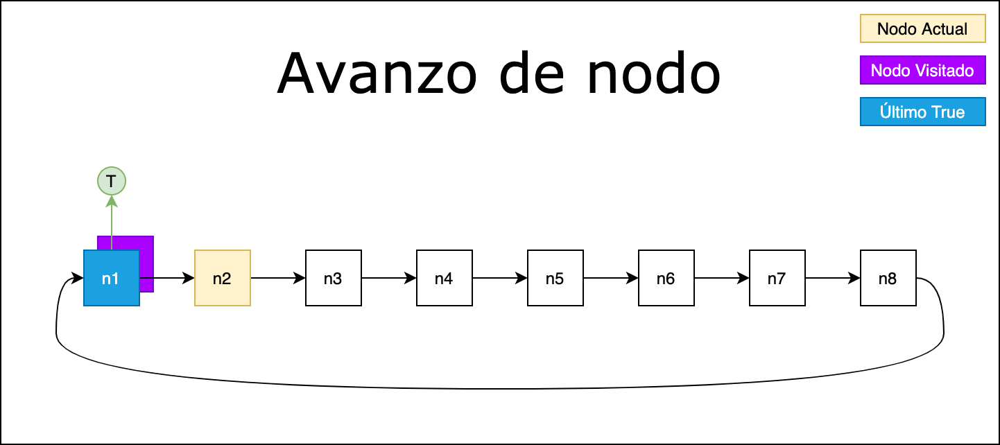 Nodo Actual
Avanzo de nodo
Nodo Visitado
Último True
T
n1
n2
n3
n4
n5
n6
n7
n8